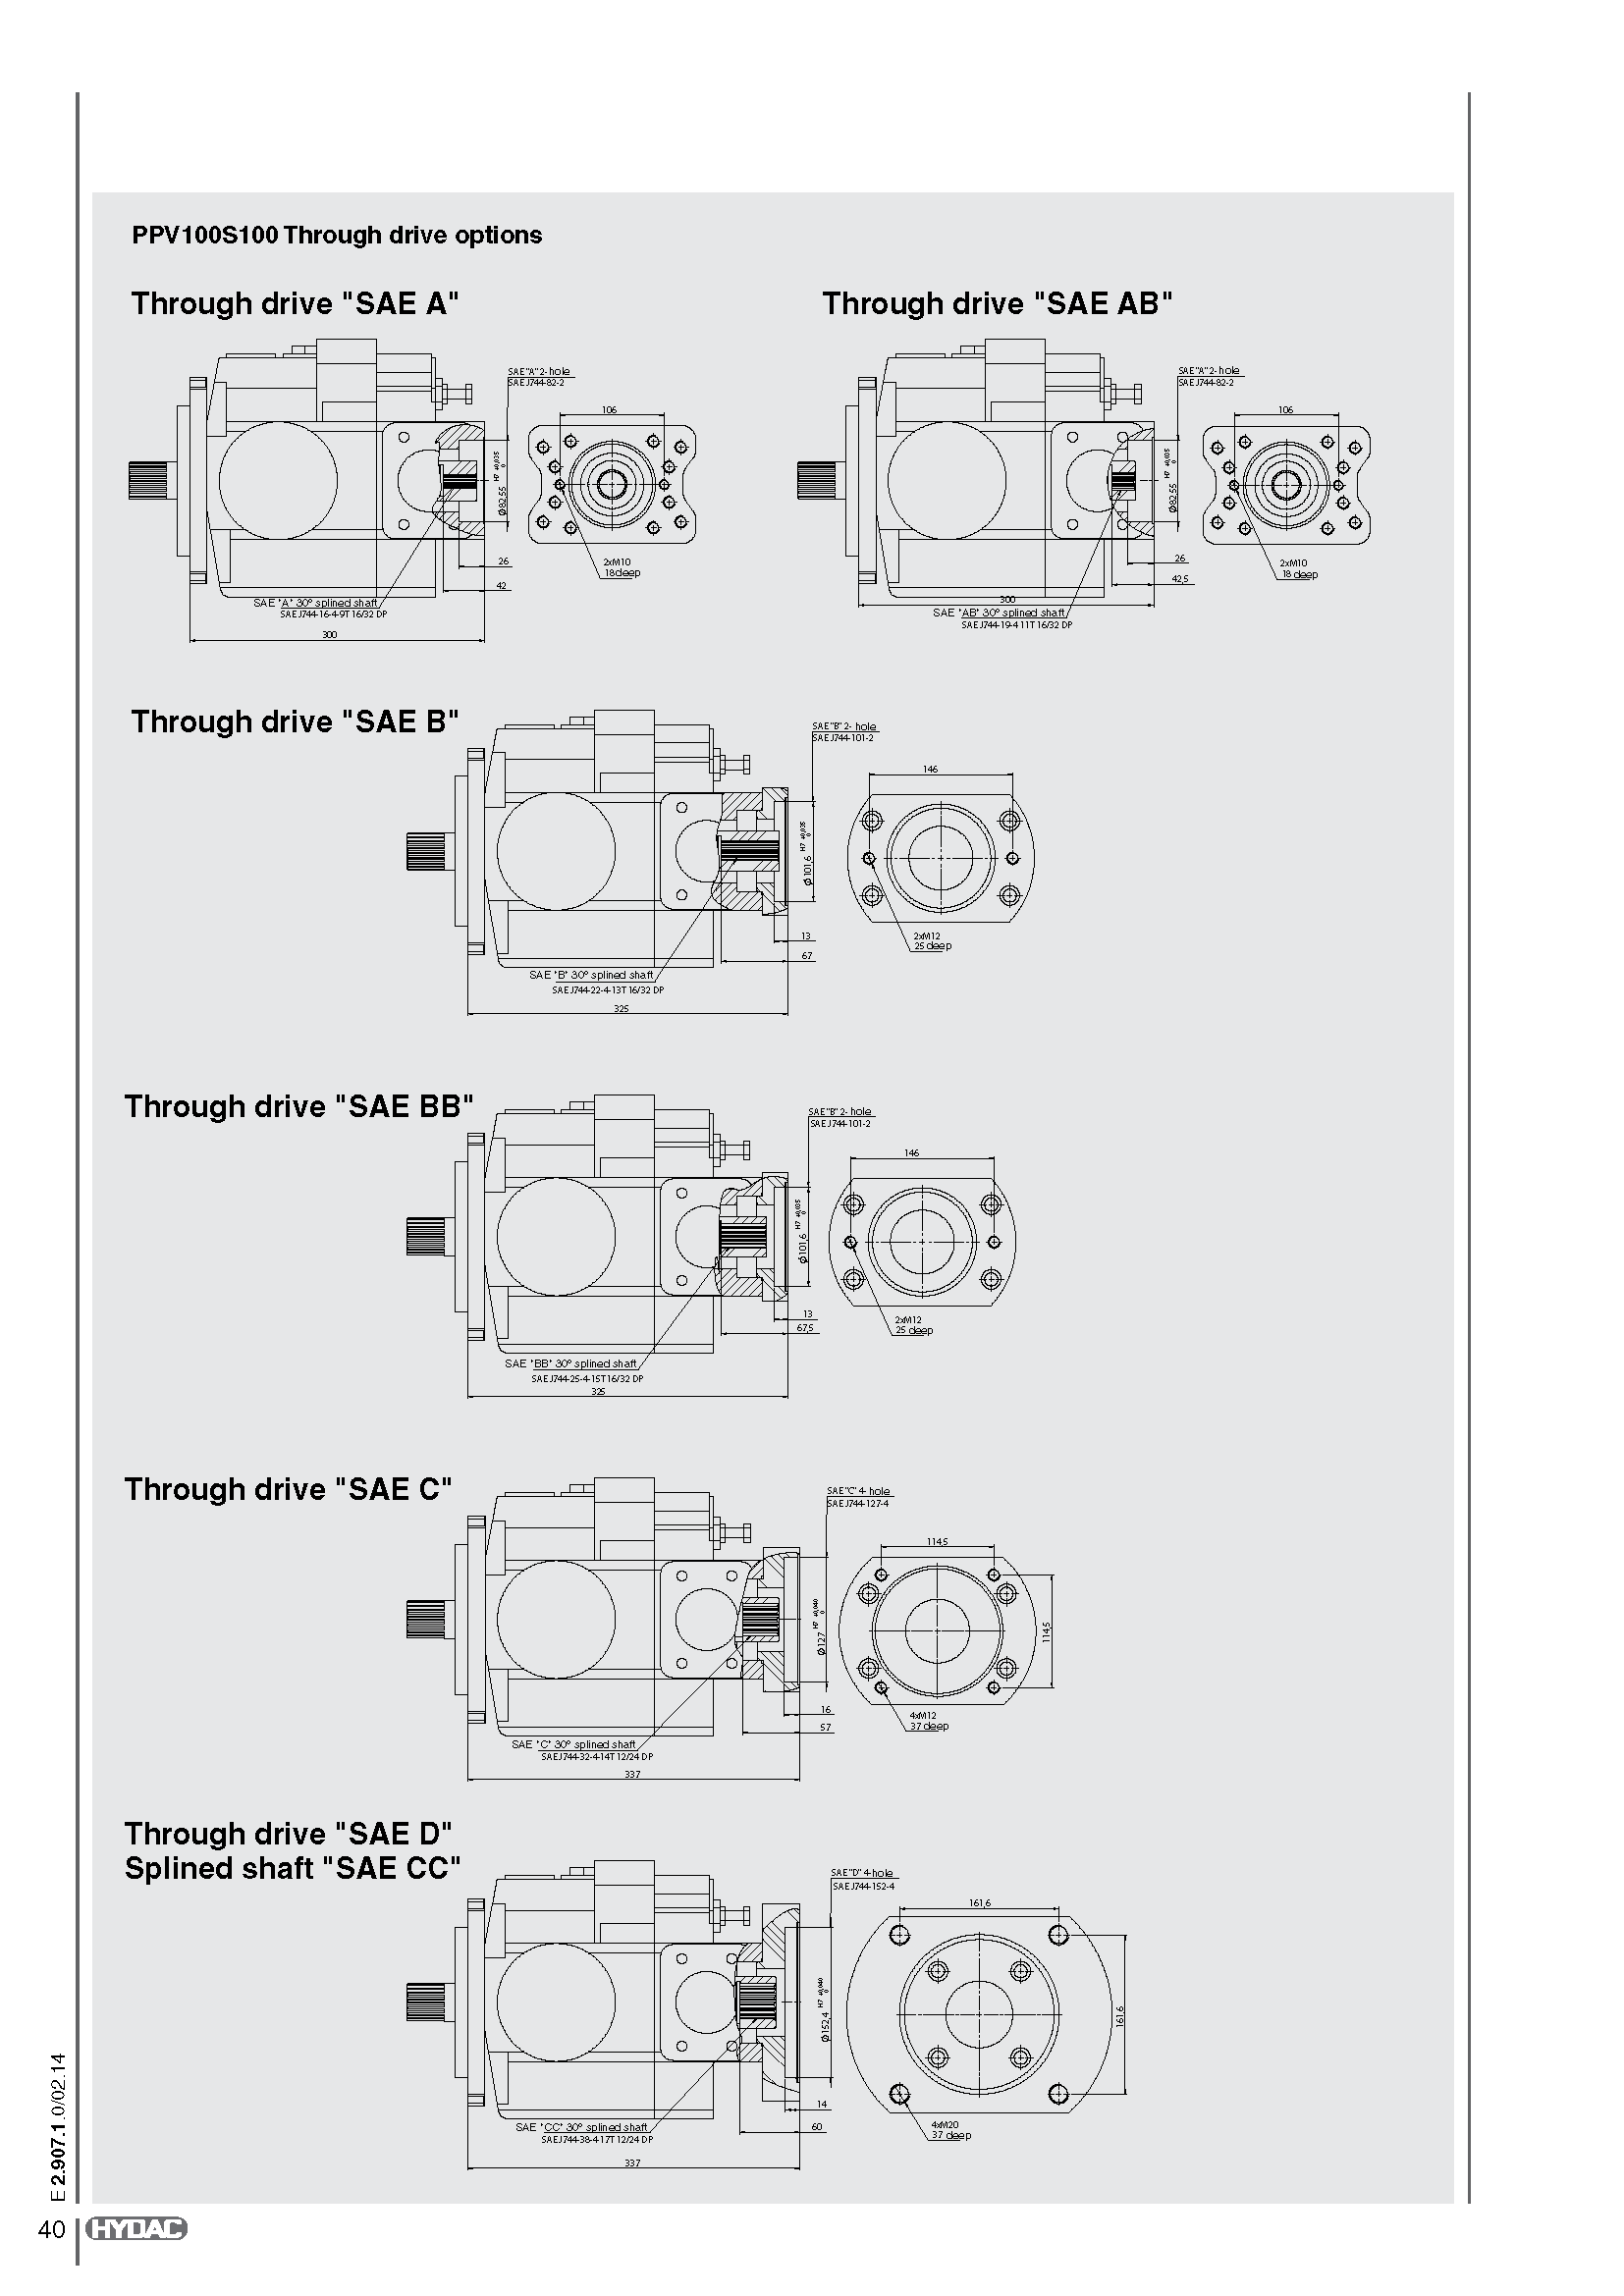 PPV100S100 Through drive options
Through drive "SAE A"
SAE "A" 2- hole
SAE J744-82-2
106
Ø82,55 H7 +0,035 0
2xM10
18deep
26
42
SAE "A" 30° splined shaft
SAE J744-16-4-9T 16/32 DP
300
Through drive "SAE AB"
SAE "A" 2- hole
SAE J744-82-2
106
Ø82,55 H7 +0,035 0
2xM10
18 deep
26
42,5
300
SAE "AB" 30° splined shaft
SAE J744-19-4 11T 16/32 DP
Through drive "SAE B"
SAE "B" 2- hole
SAE J744-101-2
146
Ø101,6 H7 +0,035 0
2xM12
25 deep
13
67
SAE "B" 30° splined shaft
SAE J744-22-4-13T 16/32 DP
325
Through drive "SAE BB"
SAE "B" 2- hole
SAE J744-101-2
146
Ø101,6 H7 +0,035 0
13
2xM12
67,5
25 deep
SAE "BB" 30° splined shaft
SAE J744-25-4-15T 16/32 DP
325
Through drive "SAE C"
SAE "C" 4- hole
SAE J744-127-4
114,5
Ø127 H7 +0,040 0
114,5
16
4xM12
57
37 deep
SAE "C" 30° splined shaft
SAE J744-32-4-14T 12/24 DP
337
Through drive "SAE D"
Splined shaft "SAE CC"
SAE "D" 4-hole
SAE J744-152-4
161,6
Ø152,4 H7 +0,040 0
161,6
14
4xM20
60
37 deep
SAE "CC" 30° splined shaft
SAE J744-38-4-17T 12/24 DP
337
E 2.907.1.0/02.14
40 HYDAC